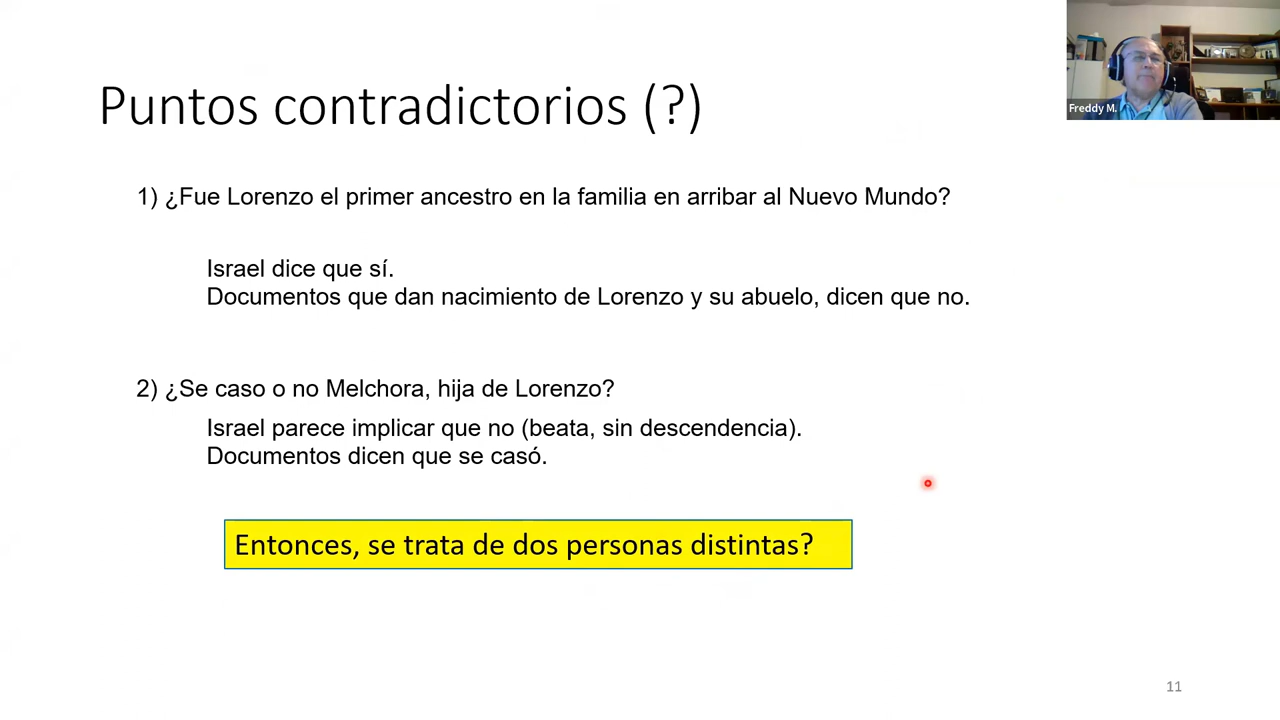 Freddy M.
Puntos contradictorios (?)
1) ¿Fue Lorenzo el primer ancestro en la familia en arribar al Nuevo Mundo?
Israel dice que sí.
Documentos que dan nacimiento de Lorenzo y su abuelo, dicen que no.
2) ¿Se caso o no Melchora, hija de Lorenzo?
Israel parece implicar que no (beata, sin descendencia).
Documentos dicen que se casó.
Entonces, se trata de dos personas distintas?
11